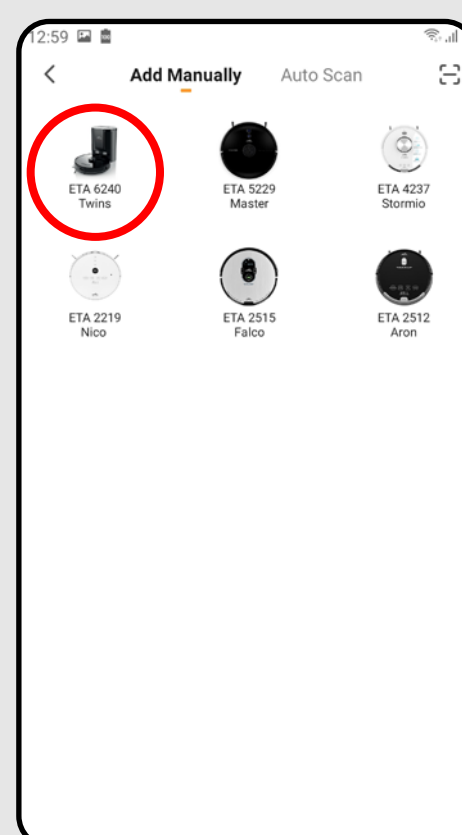 12:59
Add Manually Auto Scan
ETA 6240 ETA 5229 ETA 4237
Twins Master Stormio
ETA 2219 ETA 2515 ETA 2512
Nico Falco Aron